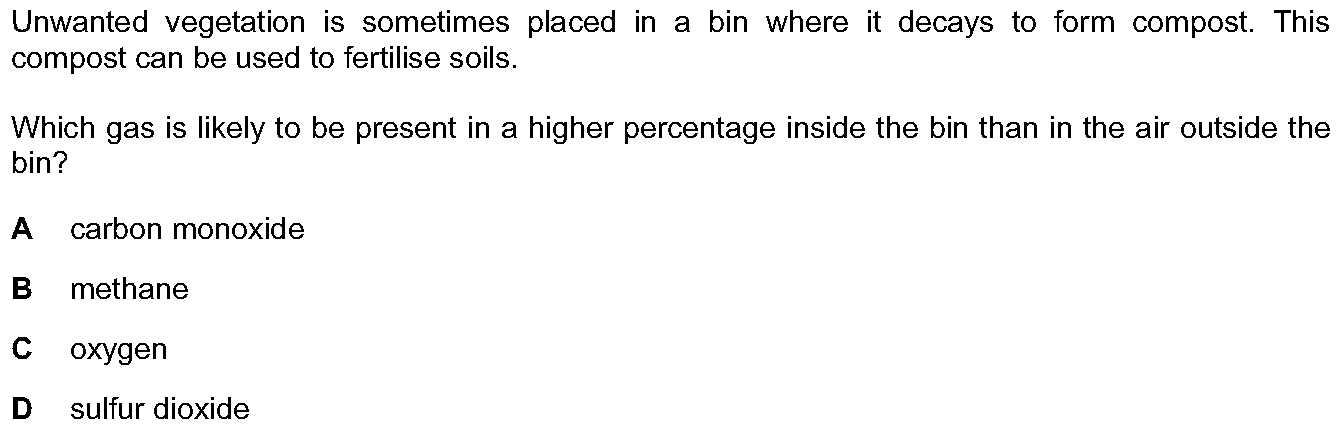 Unwanted vegetation is sometimes placed in a bin where it decays to form compost. This
compost can be used to fertilise soils.
Which gas is likely to be present in a higher percentage inside the bin than in the air outside the
bin?
A carbon monoxide
B methane
C oxygen
D sulfur dioxide